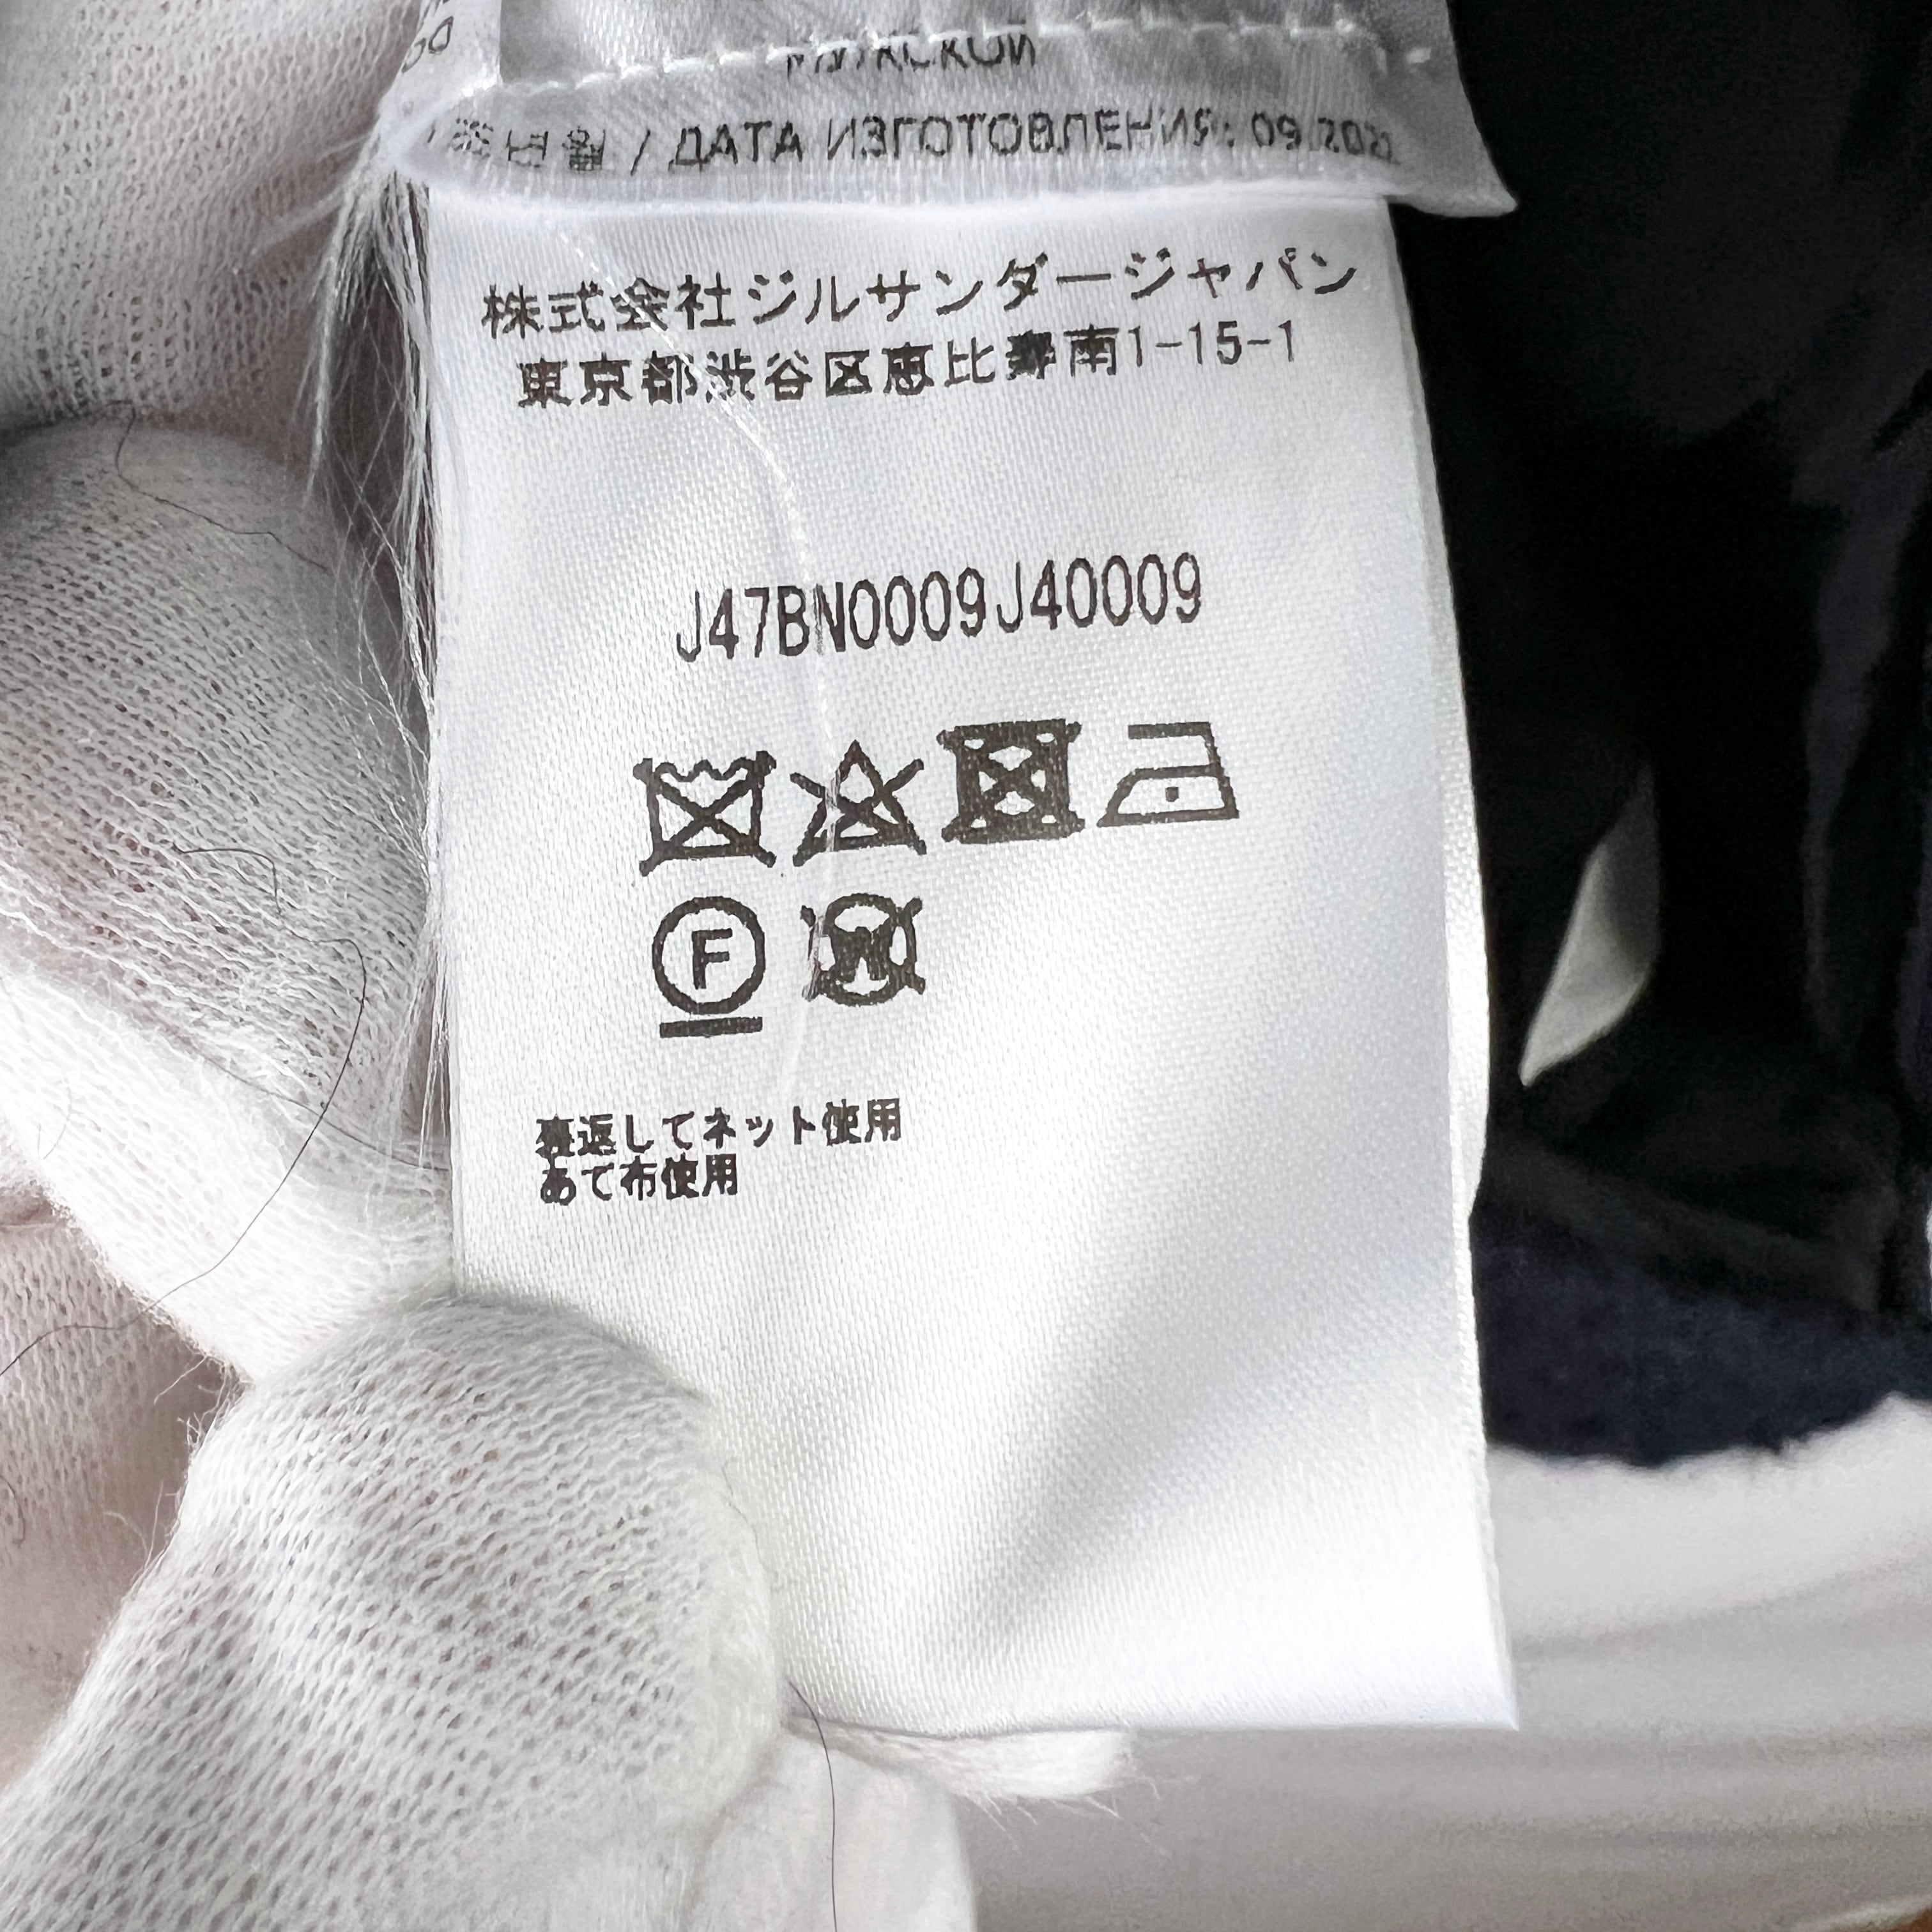 ДАТА ИЗГОТОВЛЕНИЯ: 09.202
株式会社ジルサンダージャパン
東京都渋谷区恵比寿南1-15-1
J47BN0009J40009
F
W
裏返してネット使用
あて布使用